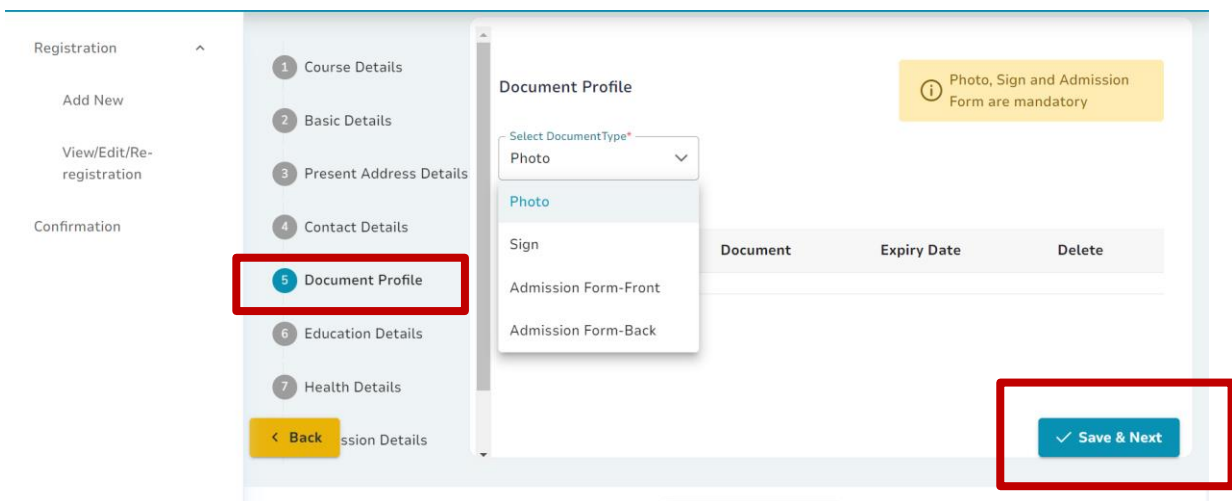 Registration
Add New
View/Edit/Re-
registration
Confirmation
1 Course Details
2 Basic Details
3 Present Address Details
4 Contact Details
5 Document Profile
6 Education Details
7 Health Details
Back
ssion Details
Document Profile
Photo, Sign and Admission
Form are mandatory
Select DocumentType*
Photo
Photo
Sign
Admission Form-Front
Admission Form-Back
Document Expiry Date Delete
Save & Next